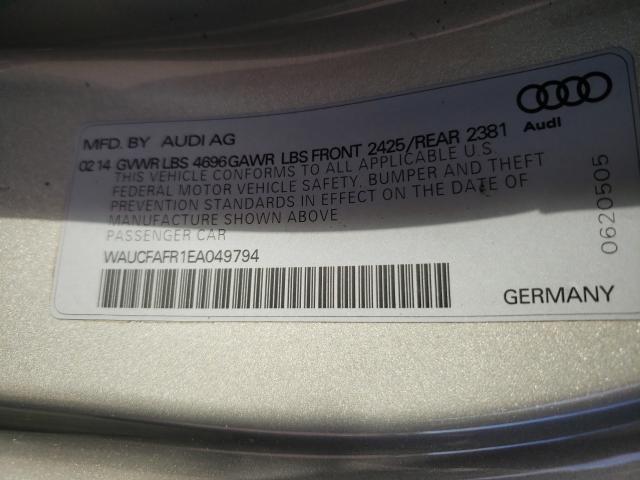 MFD. BY AUDI AG
Audi
02 14 GVWR LBS 4696 GAWR LBS FRONT 2425/REAR 2381
THIS VEHICLE CONFORMS TO ALL APPLICABLE U.S.
FEDERAL MOTOR VEHICLE SAFETY, BUMPER AND THEFT
PREVENTION STANDARDS IN EFFECT ON THE DATE OF
MANUFACTURE SHOWN ABOVE
PASSENGER CAR
WAUCFAFR1EA049794
GERMANY
0620505